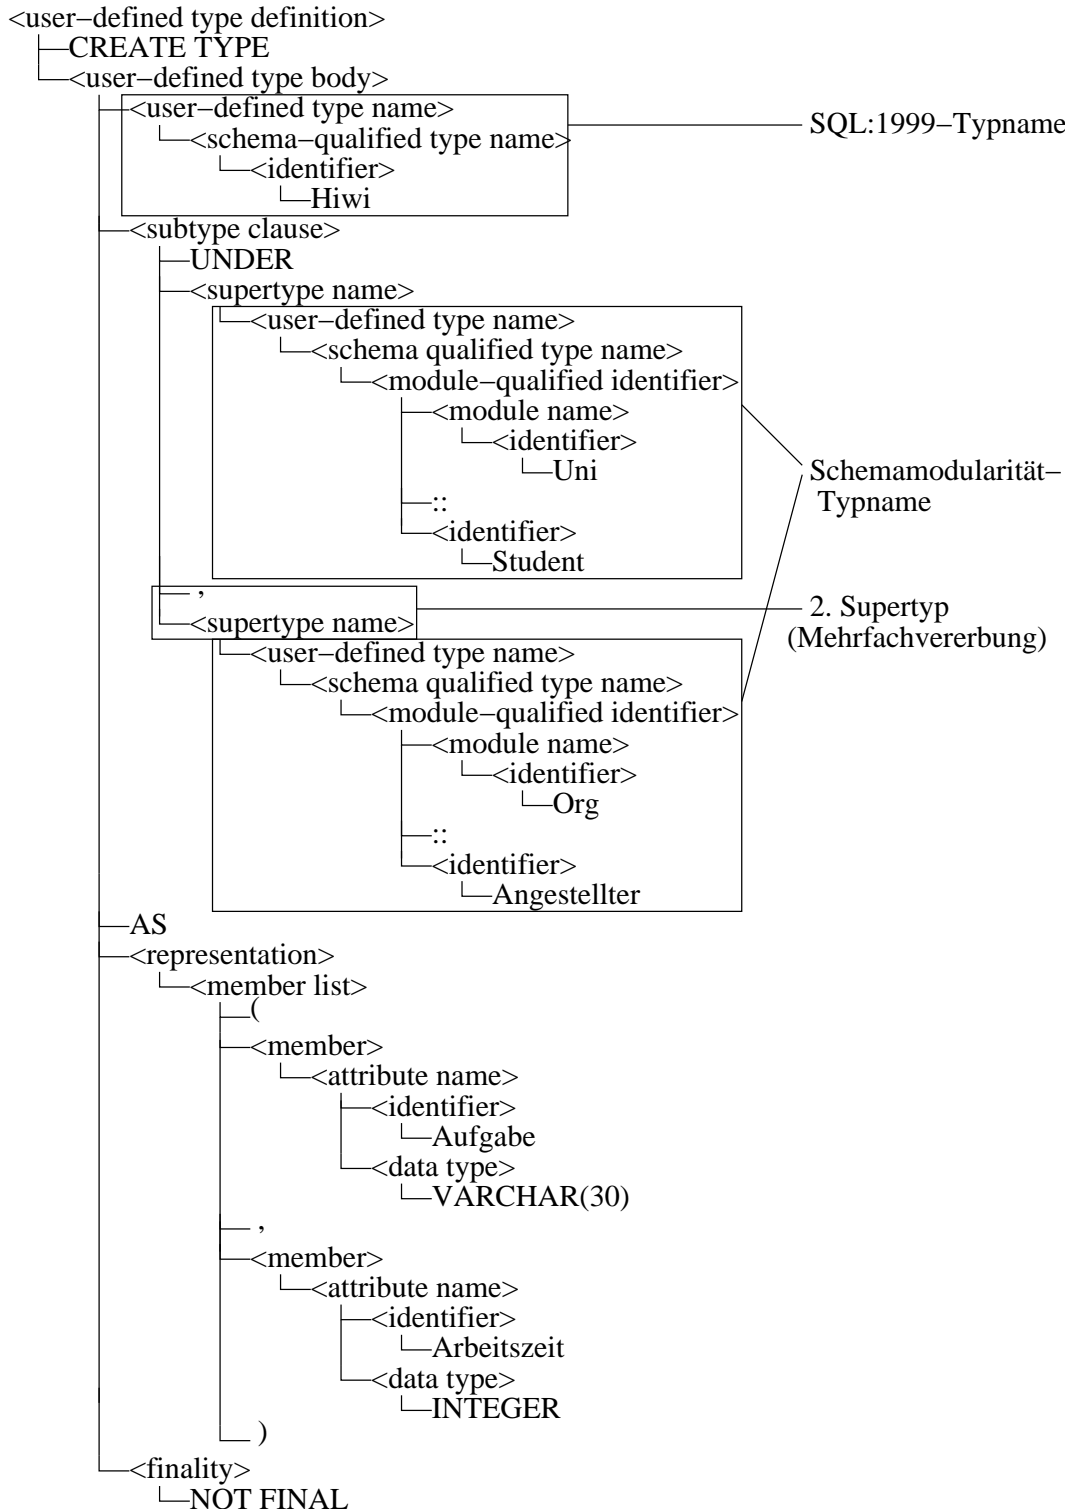 <user−defined type definition>
CREATE TYPE
<user−defined type body>
<user−defined type name>
<schema−qualified type name>
SQL:1999−Typname
<identifier>
Hiwi
<subtype clause>
UNDER
<supertype name>
<user−defined type name>
<schema qualified type name>
<module−qualified identifier>
<module name>
<identifier>
Uni
Schemamodularität−
Typname
::
<identifier>
Student
,
2. Supertyp
<supertype name>
(Mehrfachvererbung)
<user−defined type name>
<schema qualified type name>
<module−qualified identifier>
<module name>
<identifier>
Org
::
<identifier>
Angestellter
AS
<representation>
<member list>
(
<member>
<attribute name>
<identifier>
Aufgabe
<data type>
VARCHAR(30)
,
<member>
<attribute name>
<identifier>
Arbeitszeit
<data type>
INTEGER
)
<finality>
NOT FINAL